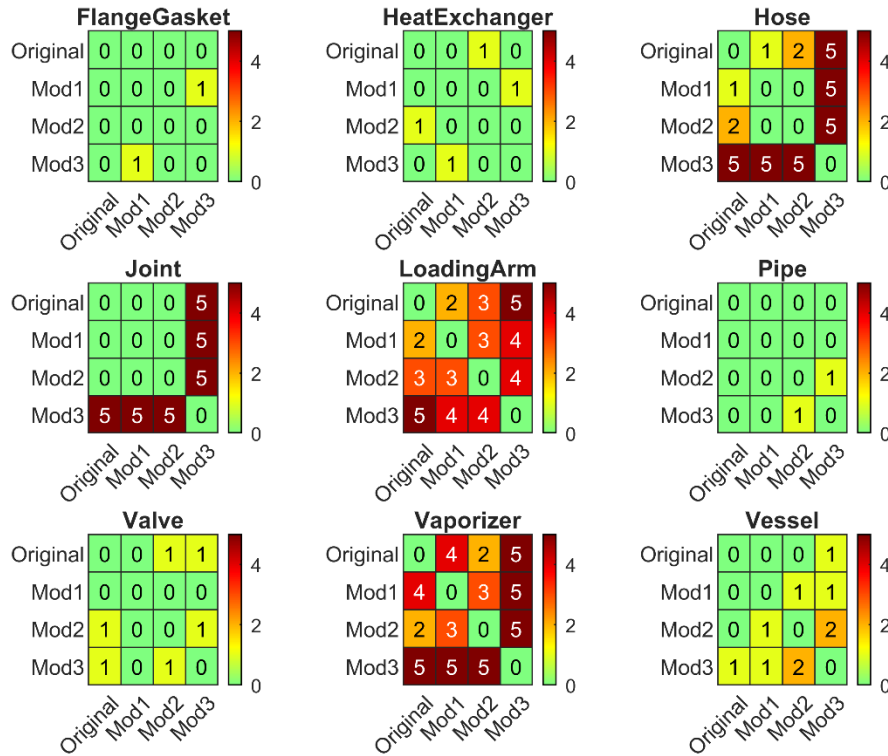 FlangeGasket
Original 0 0 0 0
Mod1 0 0 0 1
Mod2 0 0 0 0
Mod3 0 1 0 0
4
2
0
Original Mod1 Mod2 Mod3
HeatExchanger
Original 0 0 1 0
Mod1 0 0 0 1
Mod2 1 0 0 0
Mod3 0 1 0 0
4
2
0
Original Mod1 Mod2 Mod3
Hose
Original 0 1 2 5
Mod1 1 0 0 5
Mod2 2 0 0 5
Mod3 5 5 5 0
4
2
0
Original Mod1 Mod2 Mod3
Joint
Original 0 0 0 5
Mod1 0 0 0 5
Mod2 0 0 0 5
Mod3 5 5 5 0
4
2
0
Original Mod1 Mod2 Mod3
LoadingArm
Original 0 2 3 5
Mod1 2 0 3 4
Mod2 3 3 0 4
Mod3 5 4 4 0
4
2
0
Original Mod1 Mod2 Mod3
Pipe
Original 0 0 0 0
Mod1 0 0 0 0
Mod2 0 0 0 1
Mod3 0 0 1 0
4
2
0
Original Mod1 Mod2 Mod3
Valve
Original 0 0 1 1
Mod1 0 0 0 0
Mod2 1 0 0 1
Mod3 1 0 1 0
4
2
0
Original Mod1 Mod2 Mod3
Vaporizer
Original 0 4 2 5
Mod1 4 0 3 5
Mod2 2 3 0 5
Mod3 5 5 5 0
4
2
0
Original Mod1 Mod2 Mod3
Vessel
Original 0 0 0 1
Mod1 0 0 1 1
Mod2 0 1 0 2
Mod3 1 1 2 0
4
2
0
Original Mod1 Mod2 Mod3